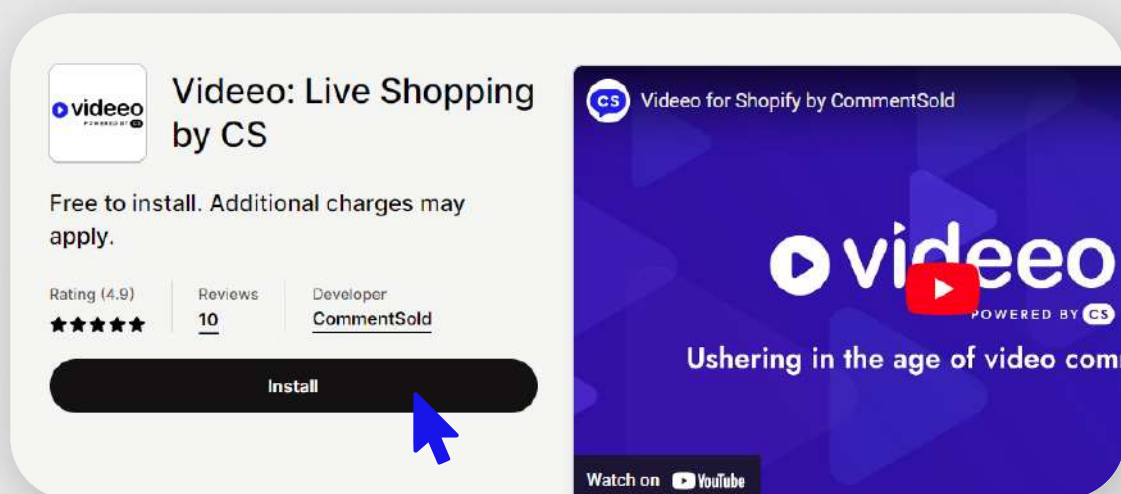 videeo
POWERED BY CS
Videeo: Live Shopping
by CS
Free to install. Additional charges may
apply.
Rating (4.9)
Reviews
10
Developer
CommentSold
Install
CS
Videeo for Shopify by CommentSold
videeo
POWERED BY CS
Ushering in the age of video
Watch on YouTube